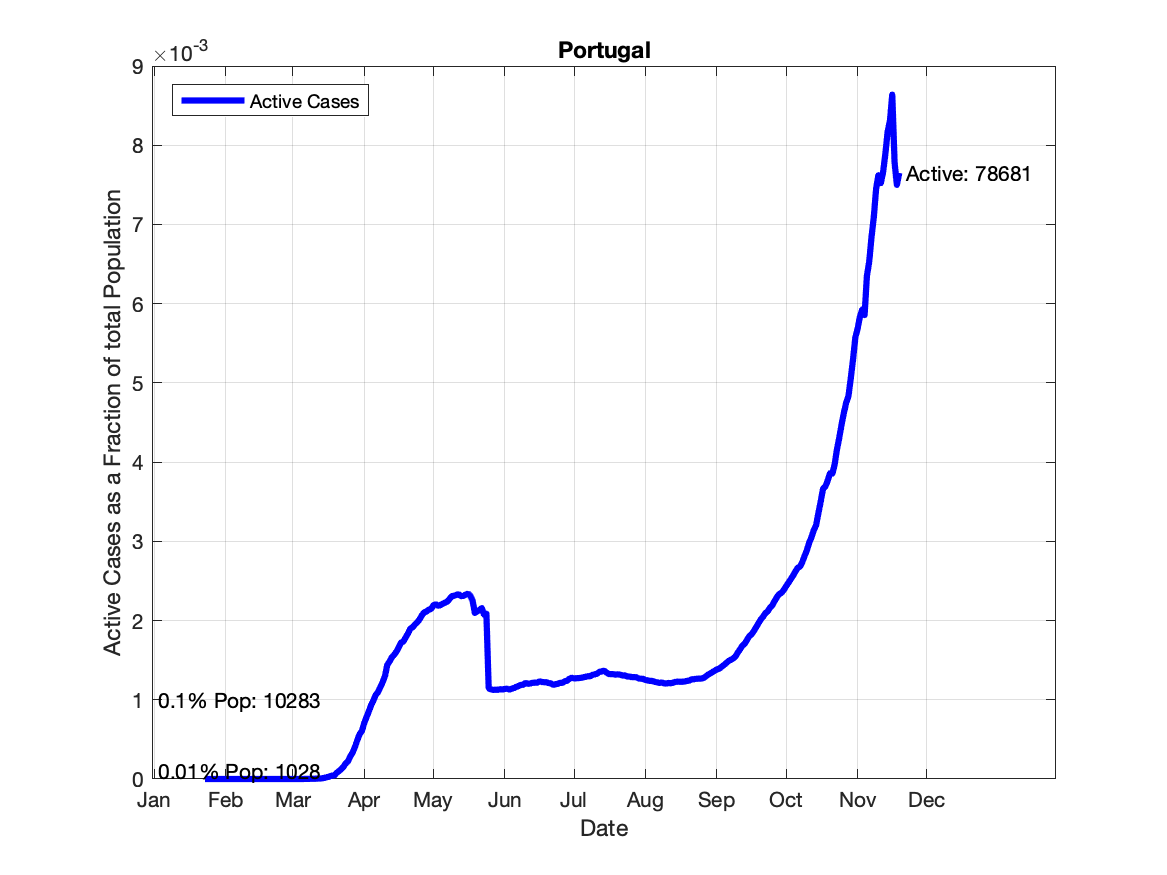 Portugal
×10-3
Active Cases
9
8
7
6
5
4
3
2
1
0
Active Cases as a Fraction of total Population
Active: 78681
0.1% Pop: 10283
0.01% Pop: 1028
Jan Feb Mar Apr May Jun Jul Aug Sep Oct Nov Dec
Date